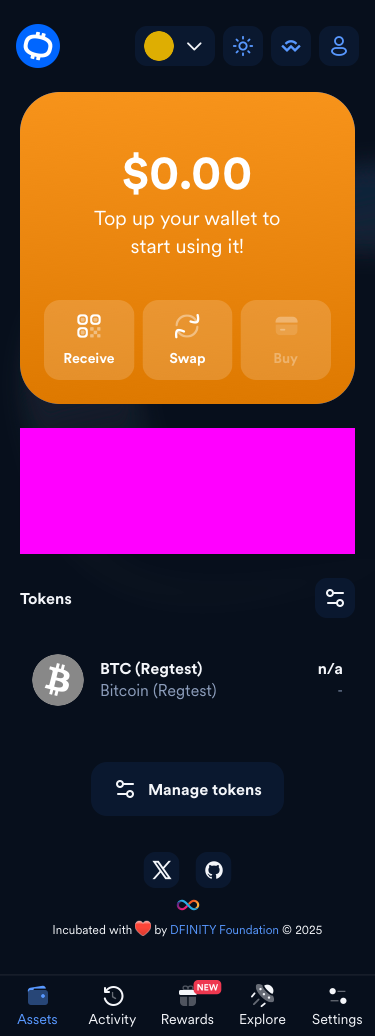 $0.00
Top up your wallet to
start using it!
Receive
Swap
Buy
Tokens
BTC (Regtest)
n/a
Bitcoin (Regtest)
-
Manage tokens
Incubated with ❤️ by DFINITY Foundation © 2025
NEW
Assets
Activity
Rewards
Explore
Settings